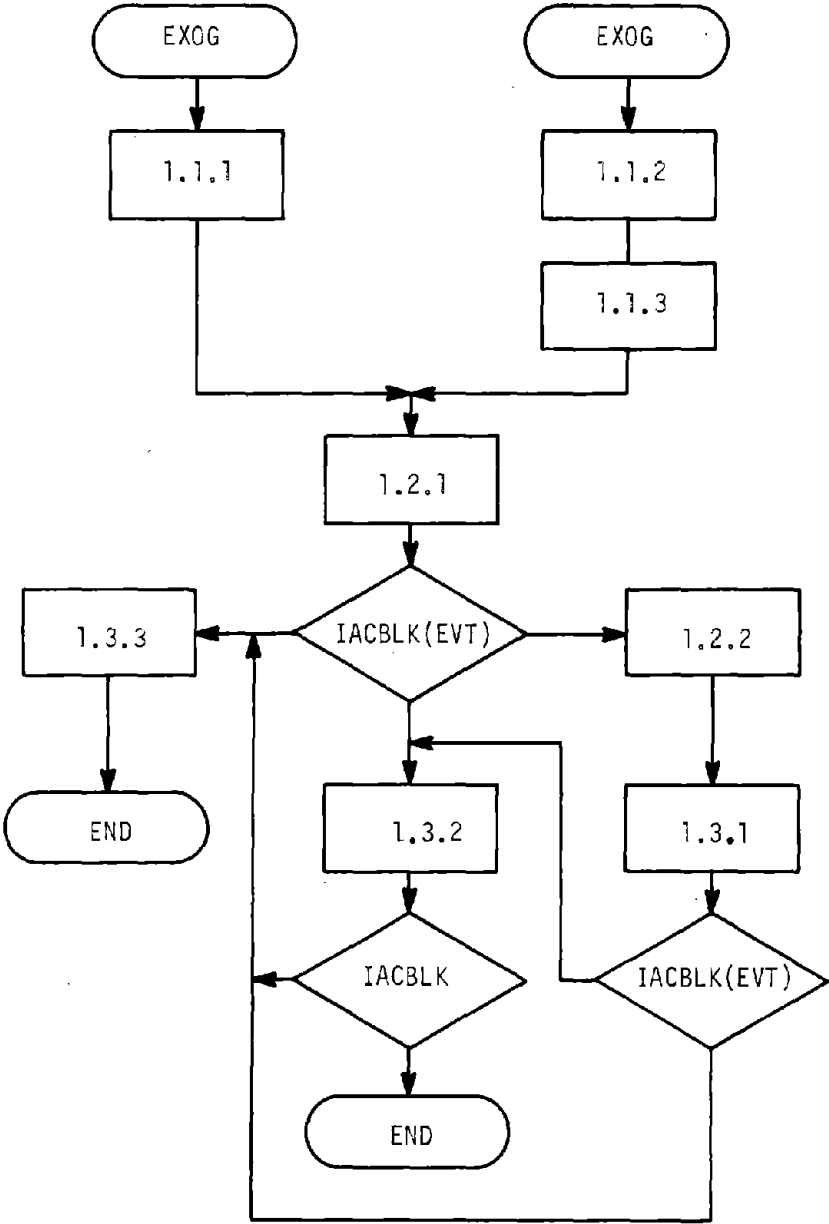 EXOG
EXOG
1.1.1
1.1.2
1.1.3
1.2.1
1.3.3
IACBLK(EVT)
1.2.2
END
1.3.2
1.3.1
IACBLK
IACBLK(EVT)
END